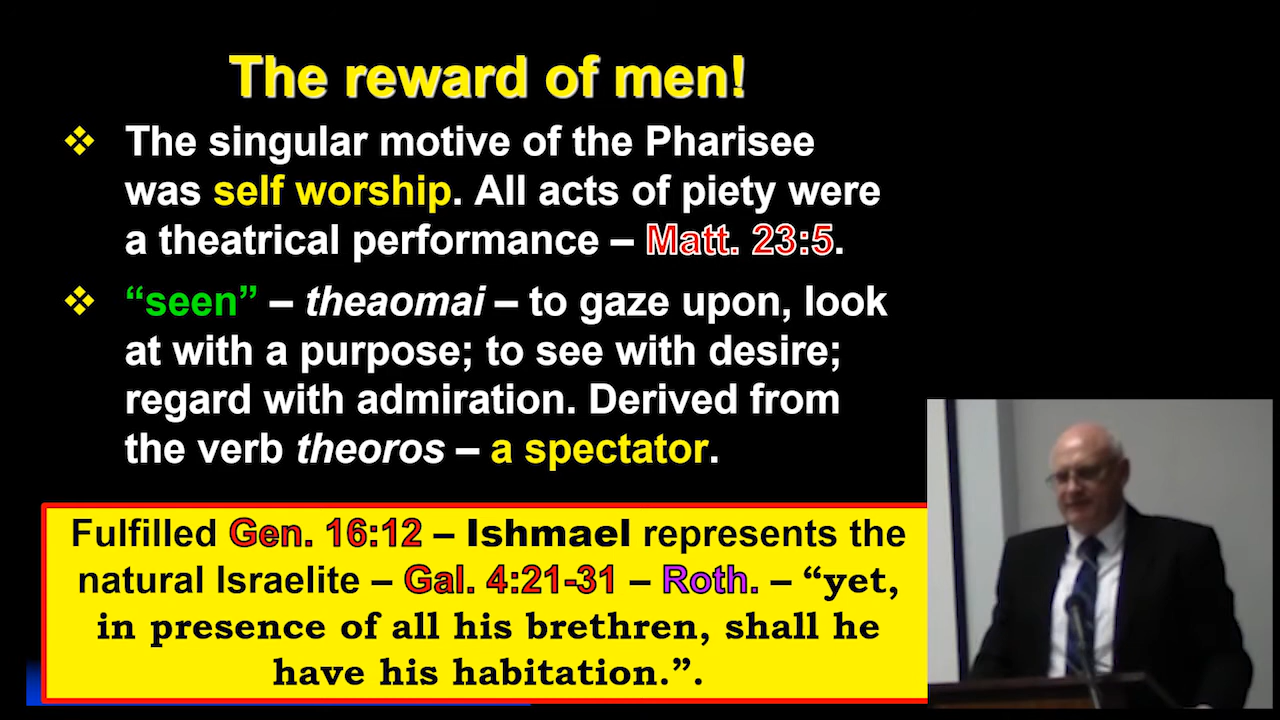 The reward of men!
❖ The singular motive of the Pharisee
was self worship. All acts of piety were
a theatrical performance – Matt. 23:5.
❖ “seen” – theaomai – to gaze upon, look
at with a purpose; to see with desire;
regard with admiration. Derived from
the verb theoros – a spectator.
Fulfilled Gen. 16:12 – Ishmael represents the
natural Israelite – Gal. 4:21-31 – Roth. – “yet,
in presence of all his brethren, shall he
have his habitation.”.